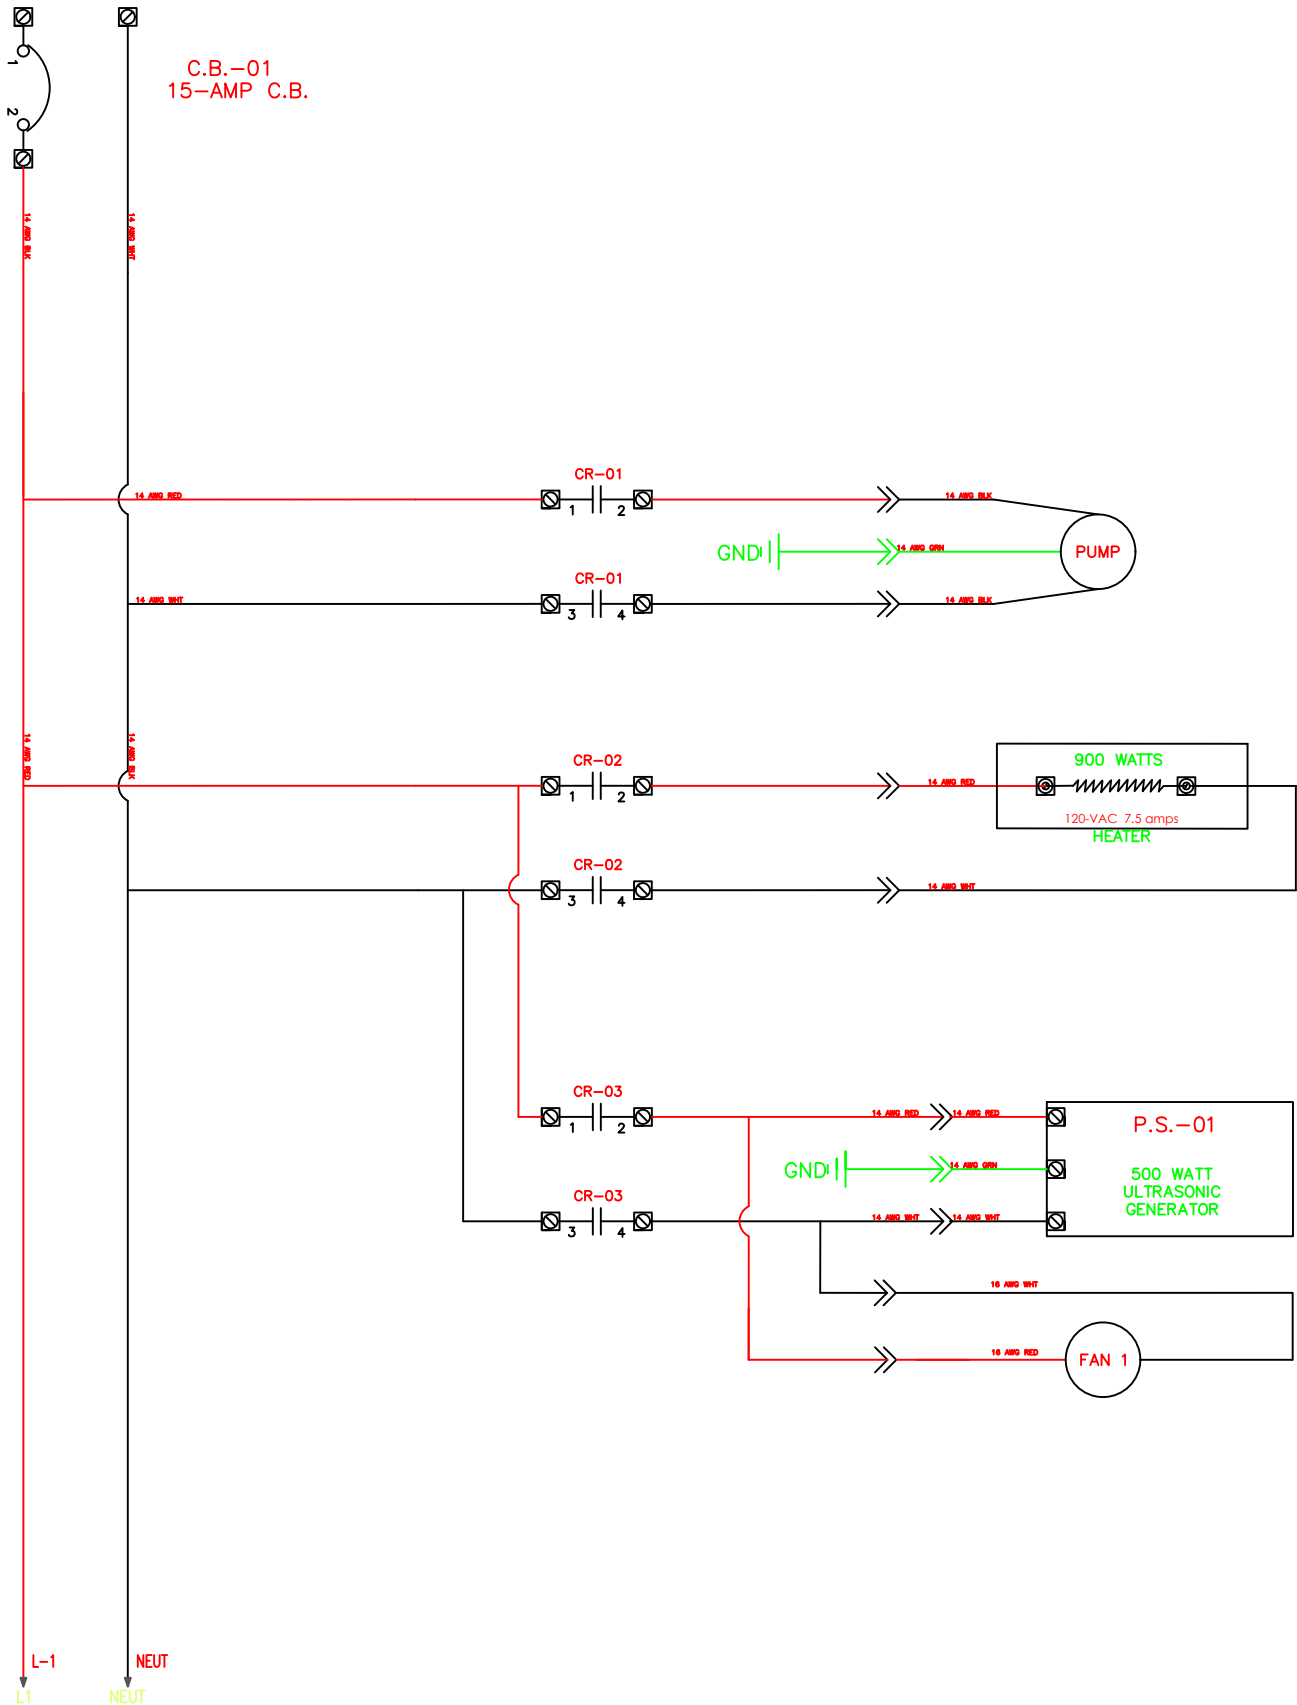 1
C.B.-01
15-AMP C.B.
2
14 AWG BLK
14 AWG WHT
CR-01
14 AWG RED
14 AWG BLK
1
2
GND
14 AWG GRN
PUMP
CR-01
14 AWG WHT
14 AWG BLK
3
4
14 AWG RED
14 AWG BLK
CR-02
900 WATTS
14 AWG RED
1
2
120-VAC 7.5 amps
HEATER
CR-02
14 AWG WHT
3
4
CR-03
14 AWG RED
14 AWG RED
1
2
P.S.-01
GND
14 AWG GRN
500 WATT
ULTRASONIC
GENERATOR
CR-03
14 AWG WHT
14 AWG WHT
3
4
16 AWG WHT
16 AWG RED
FAN 1
L-1
NEUT
L1
NEUT